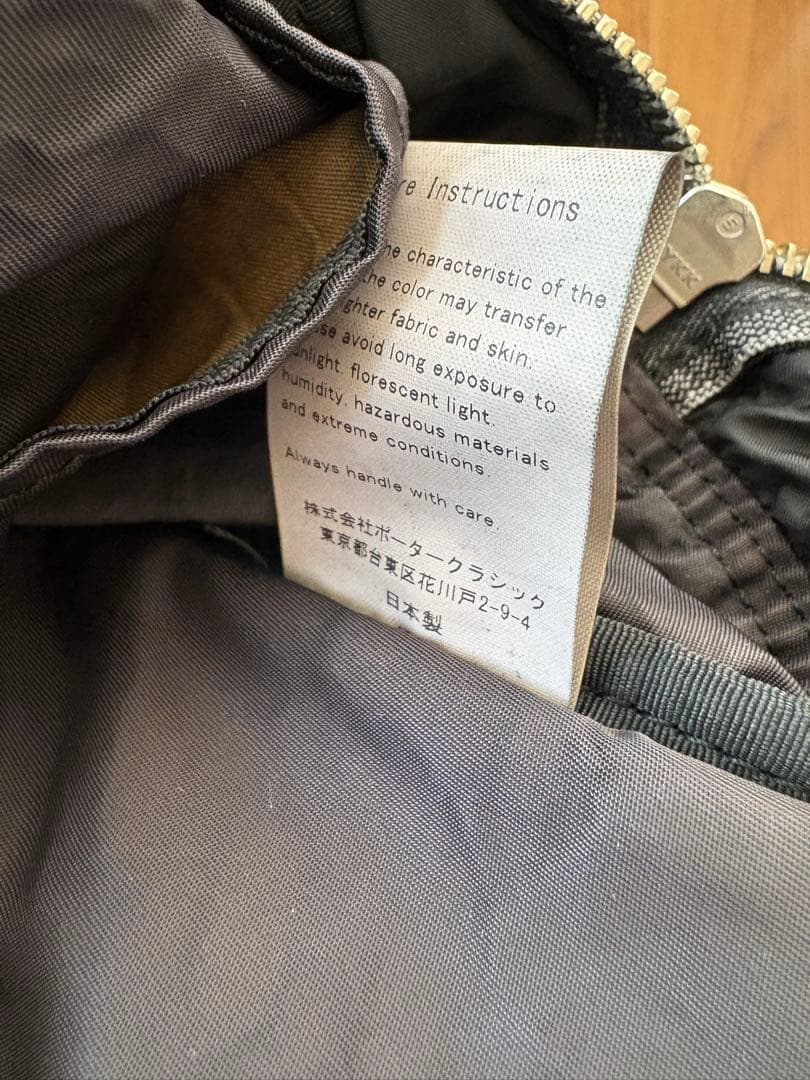 re Instructions
he characteristic of the
the color may transfer
ghter fabric and skin.
se avoid long exposure to
unlight, florescent light,
humidity, hazardous materials
and extreme conditions.
Always handle with care.
株式会社ポータークラシック
東京都台東区花川戸2-9-4
日本製
5
YKK